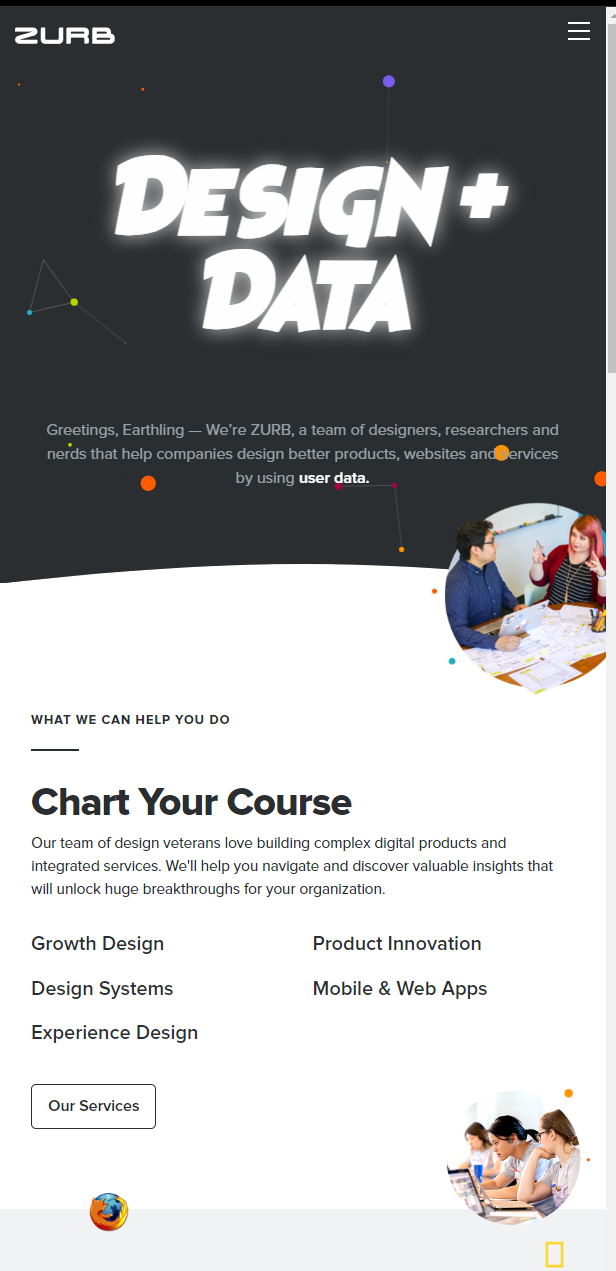 ZURB
DESIGN +
DATA
Greetings, Earthling — We’re ZURB, a team of designers, researchers and
nerds that help companies design better products, websites and services
by using user data.
WHAT WE CAN HELP YOU DO
Chart Your Course
Our team of design veterans love building complex digital products and
integrated services. We'll help you navigate and discover valuable insights that
will unlock huge breakthroughs for your organization.
Growth Design
Product Innovation
Design Systems
Mobile & Web Apps
Experience Design
Our Services